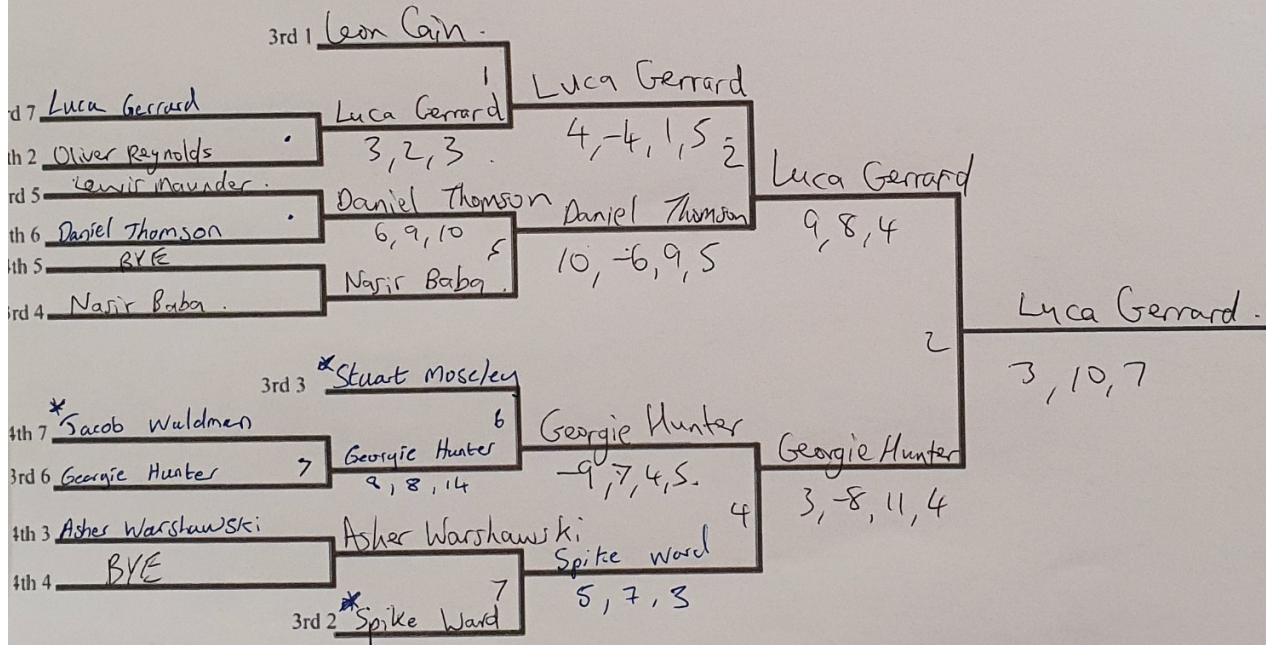 3rd 1 Leon Cain.
1
Luca Gerrard
d 7 Luca Gerrard
Luca Gerrard
4, -4, 1, 5
2
th 2 Oliver Reynolds
3, 2, 3.
Luca Gerrard
rd 5 Lewis Maunder.
Daniel Thomson
Daniel Thomson
9, 8, 4
th 6 Daniel Thomson
6, 9, 10
5
10, -6, 9, 5
th 5 BYE
Nasir Baba.
rd 4 Nasir Baba.
Luca Gerrard.
2
3, 10, 7
3rd 3 *Stuart Moseley
6
4th 7 *Jacob Waldman
Georgie Hunter
Georgie Hunter
Georgie Hunter
3rd 6 Georgie Hunter 7
8, 14
-9, 7, 4, 5.
3, -8, 11, 4
4
4th 3 Asher Warshawski
Asher Warshawski
Spike Ward
4th 4 BYE
7
5, 7, 3
3rd 2 *Spike Ward